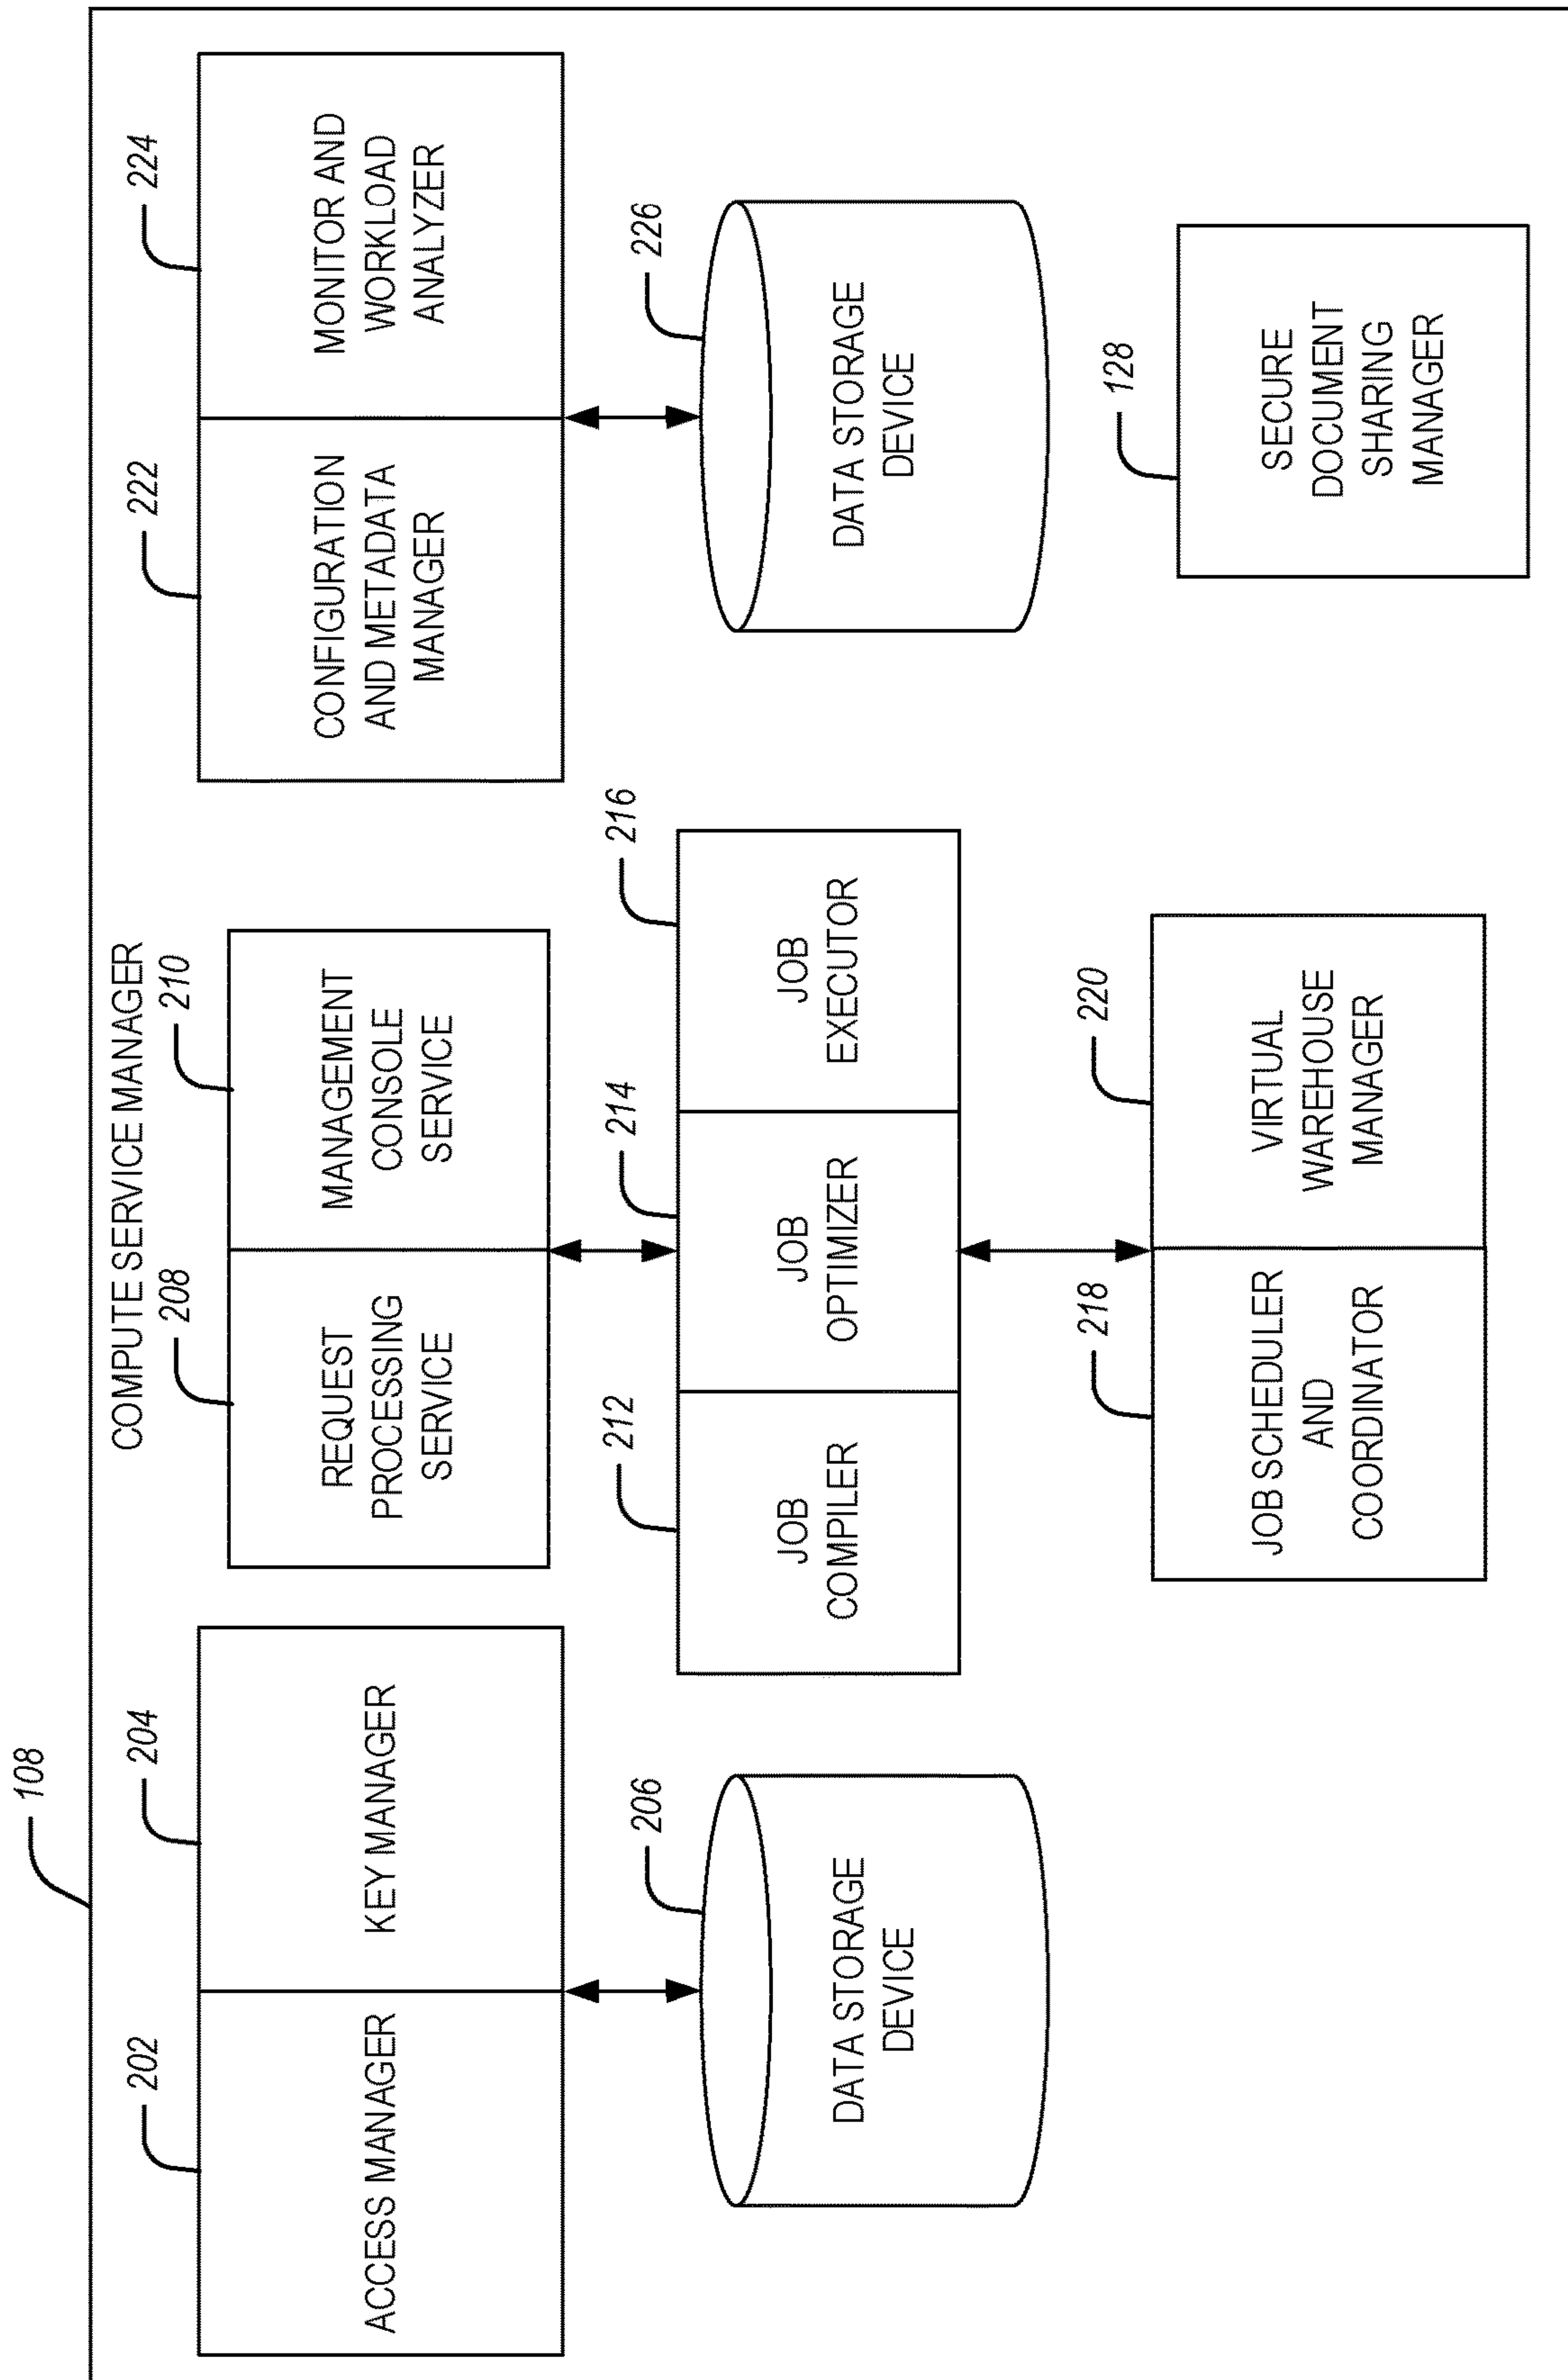 108
COMPUTE SERVICE MANAGER
202
ACCESS MANAGER
204
KEY MANAGER
206
DATA STORAGE
DEVICE
208
REQUEST
PROCESSING
SERVICE
210
MANAGEMENT
CONSOLE
SERVICE
212
JOB
COMPILER
214
JOB
OPTIMIZER
216
JOB
EXECUTOR
218
JOB SCHEDULER
AND
COORDINATOR
220
VIRTUAL
WAREHOUSE
MANAGER
222
CONFIGURATION
AND METADATA
MANAGER
224
MONITOR AND
WORKLOAD
ANALYZER
226
DATA STORAGE
DEVICE
128
SECURE
DOCUMENT
SHARING
MANAGER